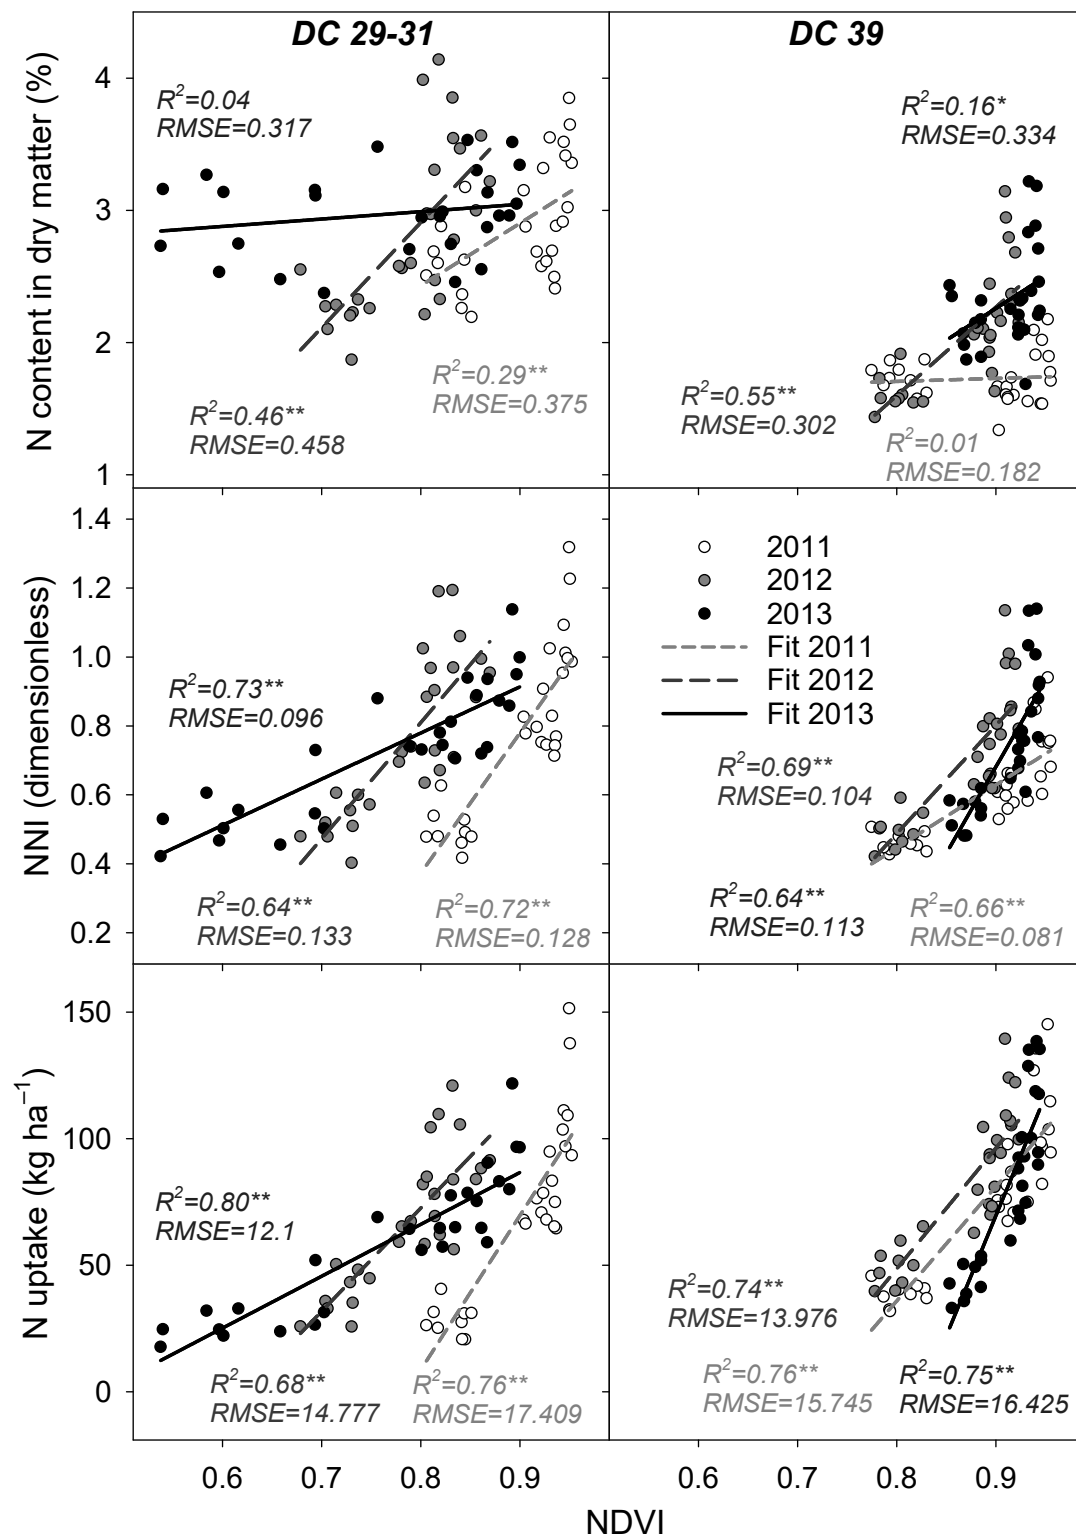 DC 29-31
DC 39
N content in dry matter (%)
4
3
2
1
R²=0.04
RMSE=0.317
R²=0.46**
RMSE=0.458
R²=0.29**
RMSE=0.375
R²=0.16*
RMSE=0.334
R²=0.55**
RMSE=0.302
R²=0.01
RMSE=0.182
NNI (dimensionless)
1.4
1.2
1.0
0.8
0.6
0.4
0.2
R²=0.73**
RMSE=0.096
R²=0.64**
RMSE=0.133
R²=0.72**
RMSE=0.128
2011
2012
2013
Fit 2011
Fit 2012
Fit 2013
R²=0.69**
RMSE=0.104
R²=0.64**
RMSE=0.113
R²=0.66**
RMSE=0.081
N uptake (kg ha⁻¹)
150
100
50
0
R²=0.80**
RMSE=12.1
R²=0.68**
RMSE=14.777
R²=0.76**
RMSE=17.409
R²=0.74**
RMSE=13.976
R²=0.76**
RMSE=15.745
R²=0.75**
RMSE=16.425
0.6 0.7 0.8 0.9
0.6 0.7 0.8 0.9
NDVI